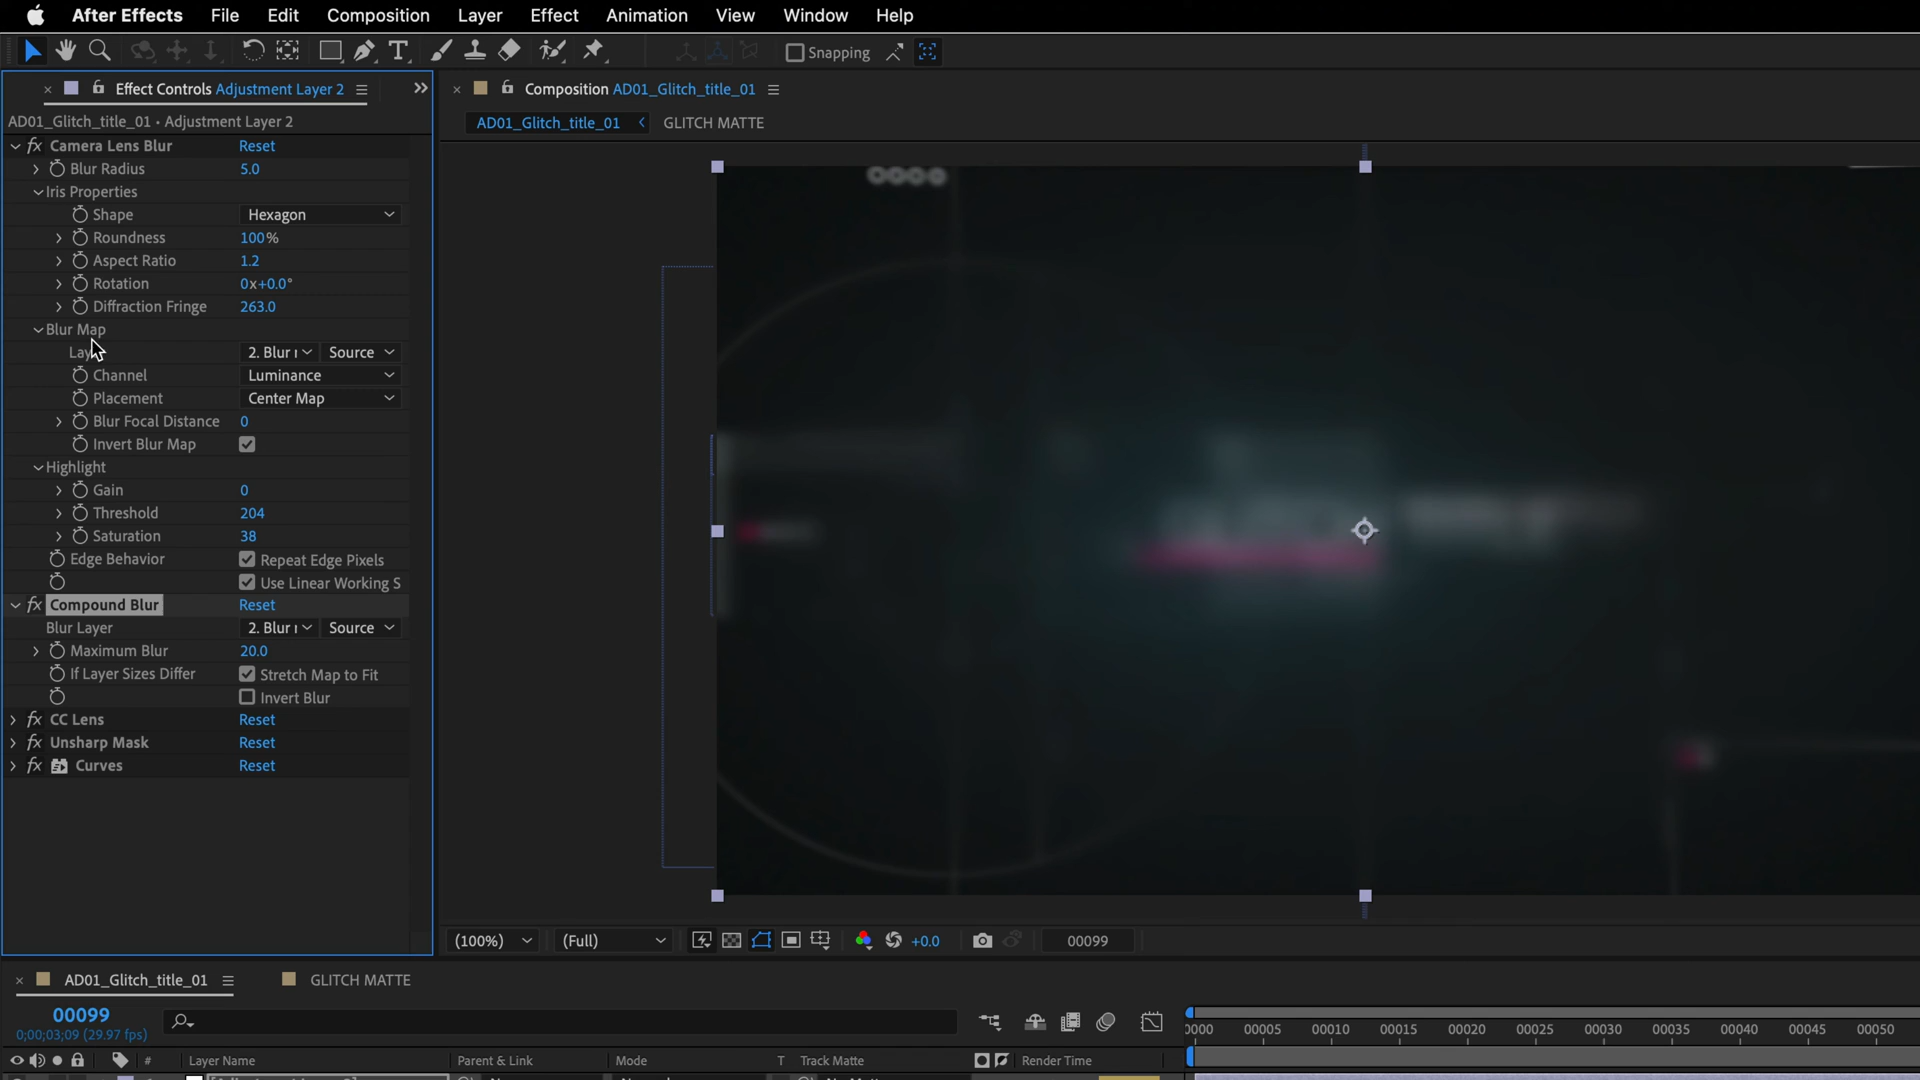 After Effects File Edit Composition Layer Effect Animation View Window Help
Snapping
Effect Controls Adjustment Layer 2
Composition AD01_Glitch_title_01
AD01_Glitch_title_01 • Adjustment Layer 2
AD01_Glitch_title_01 GLITCH MATTE
fx Camera Lens Blur Reset
Blur Radius 5.0
Iris Properties
Shape Hexagon
Roundness 100%
Aspect Ratio 1.2
Rotation 0x+0.0°
Diffraction Fringe 263.0
Blur Map
2. Blur Source
Channel Luminance
Placement Center Map
Blur Focal Distance 0
Invert Blur Map
Highlight
Gain 0
Threshold 204
Saturation 38
Edge Behavior Repeat Edge Pixels
Use Linear Working S
fx Compound Blur Reset
Blur Layer 2. Blur Source
Maximum Blur 20.0
If Layer Sizes Differ Stretch Map to Fit
Invert Blur
fx CC Lens Reset
fx Unsharp Mask Reset
fx Curves Reset
(100%) (Full) +0.0 00099
AD01_Glitch_title_01 GLITCH MATTE
00099
0;00;03;09 (29.97 fps)
0000 00005 00010 00015 00020 00025 00030 00035 00040 00045 00050
# Layer Name Parent & Link Mode T Track Matte Render Time